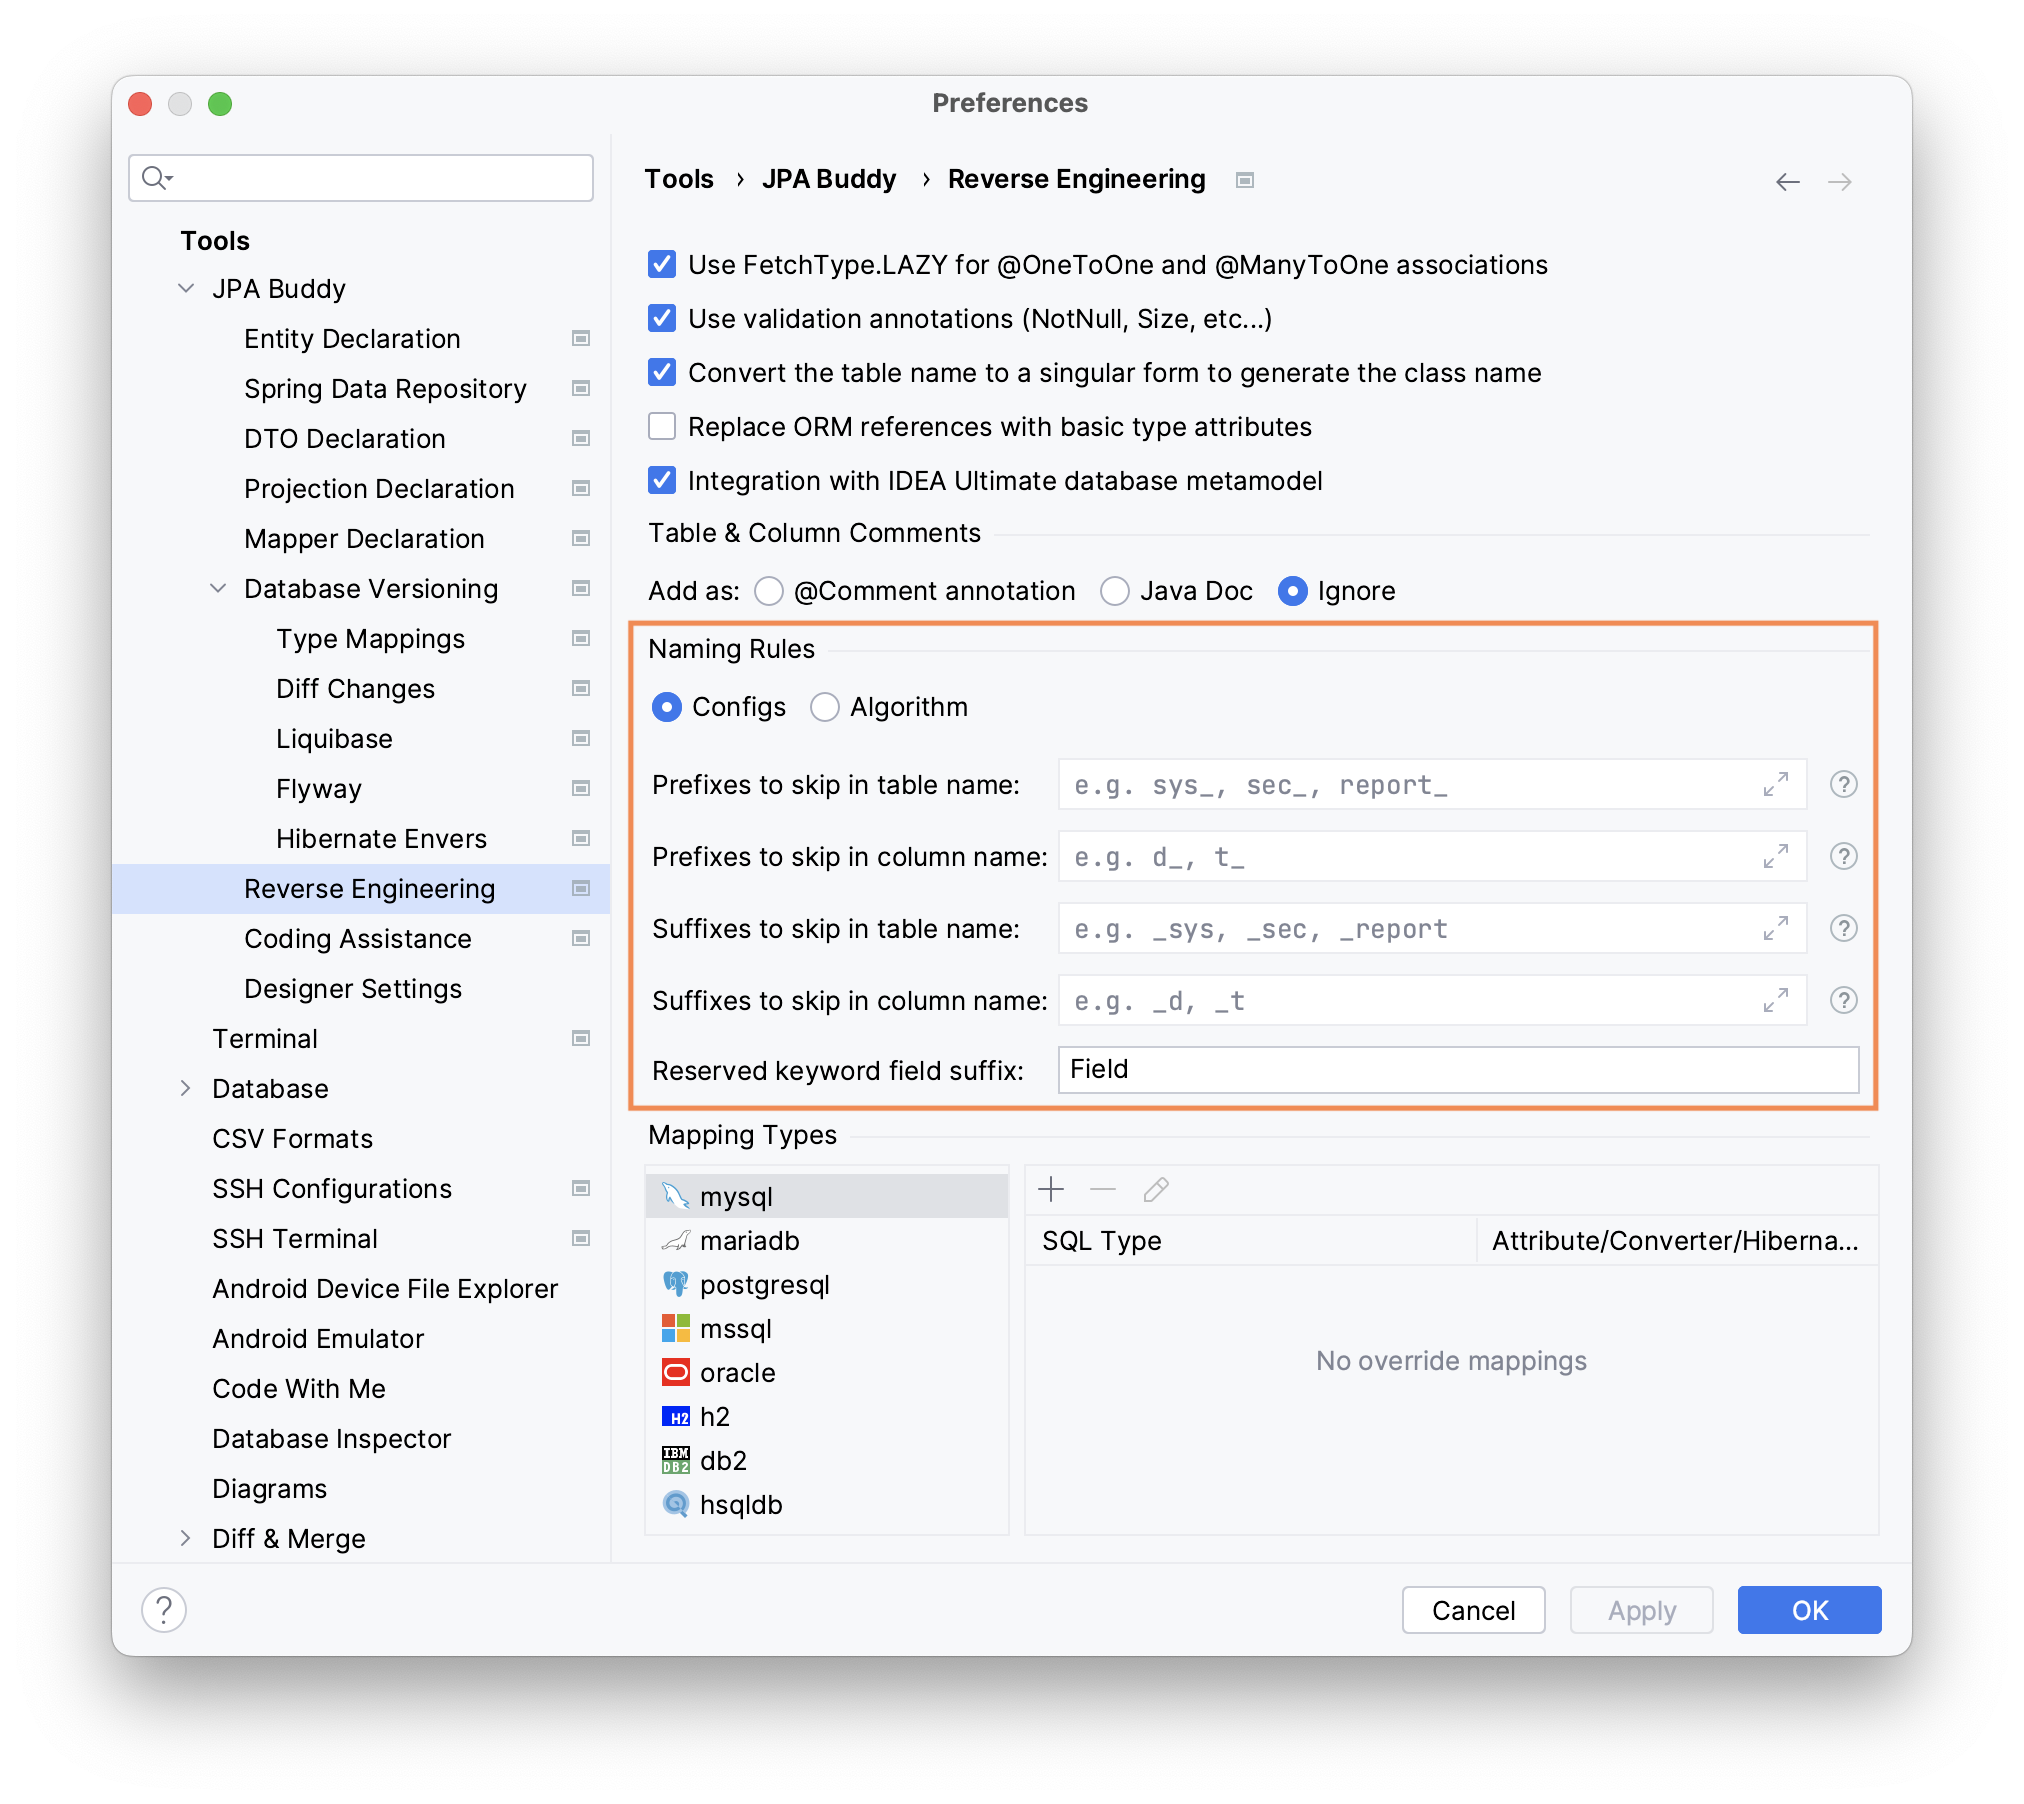 Preferences
Tools
JPA Buddy
Entity Declaration
Spring Data Repository
DTO Declaration
Projection Declaration
Mapper Declaration
Database Versioning
Type Mappings
Diff Changes
Liquibase
Flyway
Hibernate Envers
Reverse Engineering
Coding Assistance
Designer Settings
Terminal
Database
CSV Formats
SSH Configurations
SSH Terminal
Android Device File Explorer
Android Emulator
Code With Me
Database Inspector
Diagrams
Diff & Merge
Tools › JPA Buddy › Reverse Engineering
Use FetchType.LAZY for @OneToOne and @ManyToOne associations
Use validation annotations (NotNull, Size, etc...)
Convert the table name to a singular form to generate the class name
Replace ORM references with basic type attributes
Integration with IDEA Ultimate database metamodel
Table & Column Comments
Add as: @Comment annotation Java Doc Ignore
Naming Rules
Configs Algorithm
Prefixes to skip in table name: e.g. sys_, sec_, report_ ?
Prefixes to skip in column name: e.g. d_, t_ ?
Suffixes to skip in table name: e.g. _sys, _sec, _report ?
Suffixes to skip in column name: e.g. _d, _t ?
Reserved keyword field suffix: Field
Mapping Types
mysql
mariadb
postgresql
mssql
oracle
H2 h2
IBM DB2 db2
hsqldb
SQL Type Attribute/Converter/Hiberna...
No override mappings
? Cancel Apply OK